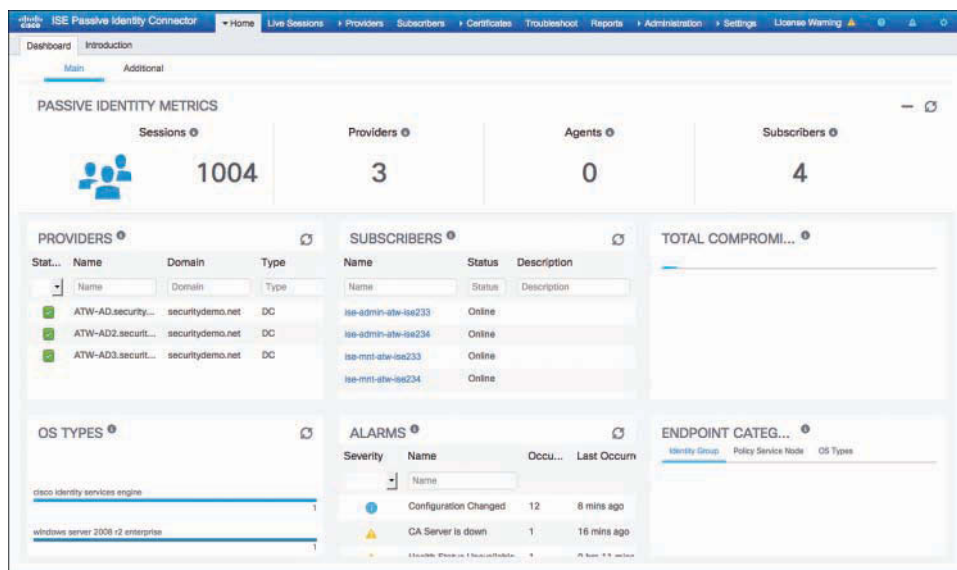 cisco ISE Passive Identity Connector Home Live Sessions Providers Subscribers Certificates Troubleshoot Reports Administration Settings License Warning
Dashboard Introduction
Main Additional
PASSIVE IDENTITY METRICS
Sessions Providers Agents Subscribers
1004 3 0 4
PROVIDERS
Stat... Name Domain Type
Name Domain Type
ATW-AD.security... securitydemo.net DC
ATW-AD2.securit... securitydemo.net DC
ATW-AD3.securit... securitydemo.net DC
SUBSCRIBERS
Name Status Description
Name Status Description
ise-admin-atw-ise233 Online
ise-admin-atw-ise234 Online
ise-mnt-atw-ise233 Online
ise-mnt-atw-ise234 Online
TOTAL COMPROMI...
OS TYPES
cisco identity services engine
1
windows server 2008 r2 enterprise
1
ALARMS
Severity Name Occu... Last Occurre
Name
Configuration Changed 12 8 mins ago
CA Server is down 1 16 mins ago
Health Status Unavailable 1
ENDPOINT CATEG...
Identity Group Policy Service Node OS Types